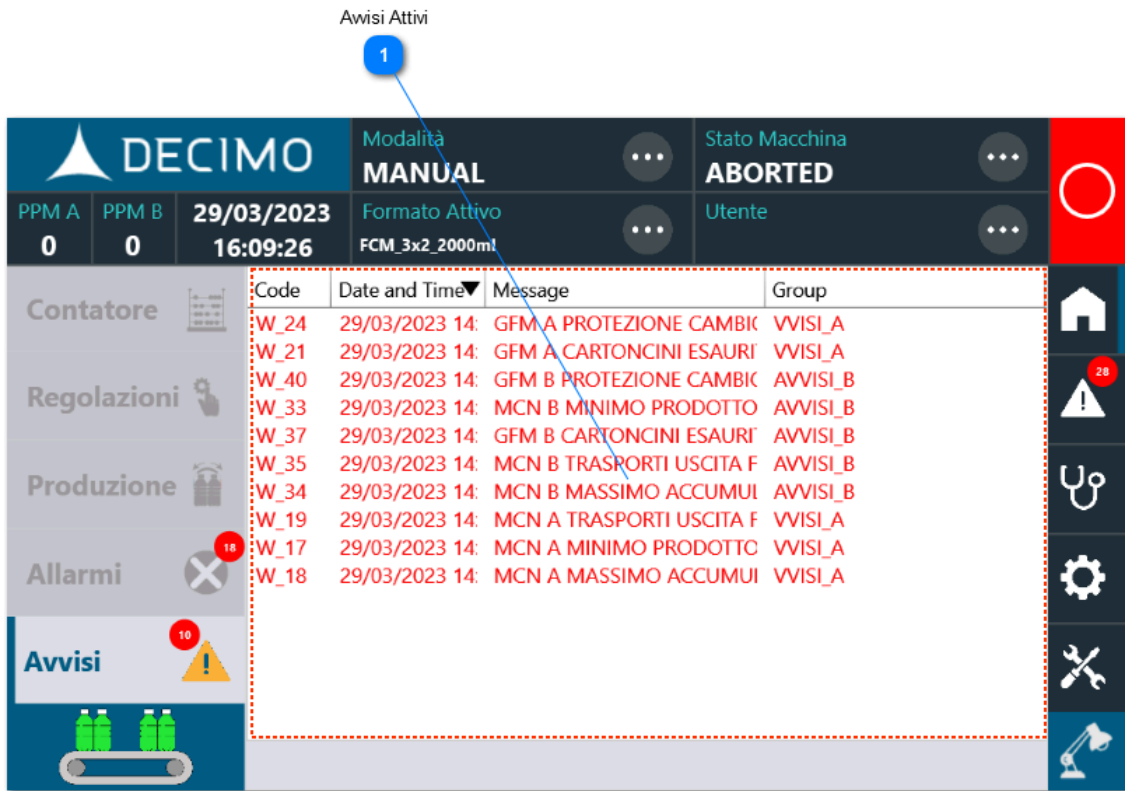 Avvisi Attivi
1
DECIMO
Modalità
MANUAL
Stato Macchina
ABORTED
PPM A
0
PPM B
0
29/03/2023
16:09:26
Formato Attivo
FCM_3x2_2000ml
Utente
Contatore
Regolazioni
Produzione
Allarmi
18
Avvisi
10
Code Date and Time Message Group
W_24 29/03/2023 14: GFM A PROTEZIONE CAMBI( VVISI_A
W_21 29/03/2023 14: GFM A CARTONCINI ESAURI VVISI_A
W_40 29/03/2023 14: GFM B PROTEZIONE CAMBI( AVVISI_B
W_33 29/03/2023 14: MCN B MINIMO PRODOTTO AVVISI_B
W_37 29/03/2023 14: GFM B CARTONCINI ESAURI AVVISI_B
W_35 29/03/2023 14: MCN B TRASPORTI USCITA F AVVISI_B
W_34 29/03/2023 14: MCN B MASSIMO ACCUMUL AVVISI_B
W_19 29/03/2023 14: MCN A TRASPORTI USCITA F VVISI_A
W_17 29/03/2023 14: MCN A MINIMO PRODOTTO VVISI_A
W_18 29/03/2023 14: MCN A MASSIMO ACCUMUI VVISI_A
28